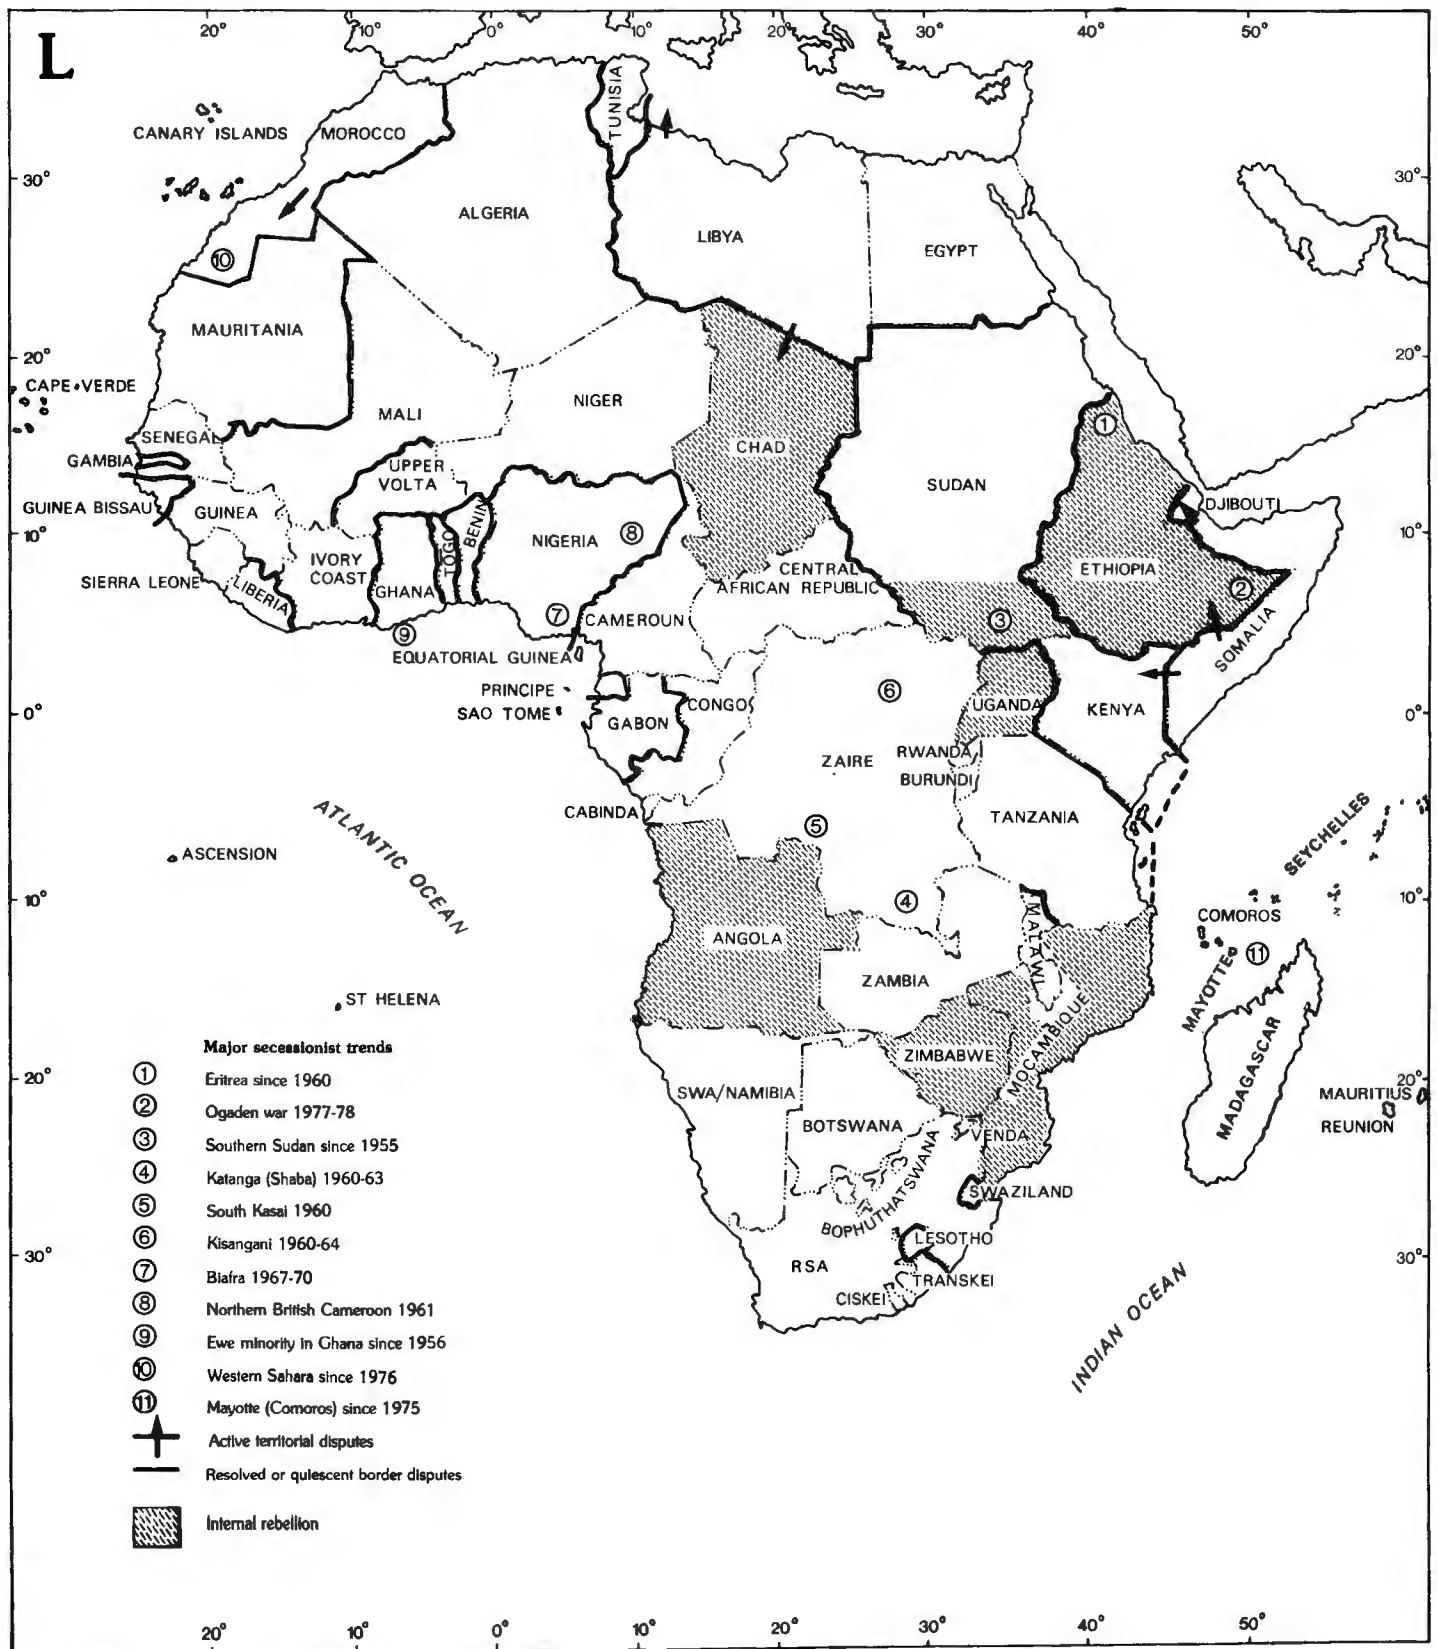 20° 10° 0° 10° 20° 30° 40° 50°
L
TUNISIA
CANARY ISLANDS
MOROCCO
30°
30°
ALGERIA
LIBYA
EGYPT
10
MAURITANIA
20°
20°
CAPE VERDE
NIGER
MALI
1
SENEGAL
CHAD
GAMBIA
UPPER
VOLTA
SUDAN
GUINEA BISSAU
GUINEA
DJIBOUTI
BENIN
10°
10°
NIGERIA
8
IVORY
COAST
TOGO
CENTRAL
AFRICAN REPUBLIC
ETHIOPIA
SIERRA LEONE
LIBERIA
GHANA
2
7
CAMEROUN
3
9
SOMALIA
EQUATORIAL GUINEA
6
PRINCIPE
SAO TOME
CONGO
UGANDA
KENYA
0°
0°
GABON
RWANDA
ZAIRE
BURUNDI
CABINDA
TANZANIA
5
ATLANTIC OCEAN
SEYCHELLES
ASCENSION
10°
10°
4
COMOROS
MALAWI
ANGOLA
11
ZAMBIA
MAYOTTE
ST HELENA
MOÇAMBIQUE
ZIMBABWE
MADAGASCAR
20°
20°
SWA/NAMIBIA
MAURITIUS
REUNION
BOTSWANA
VENDA
BOPHUTHATSWANA
SWAZILAND
LESOTHO
30°
30°
RSA
TRANSKEI
CISKEI
INDIAN OCEAN
Major secessionist trends
1 Eritrea since 1960
2 Ogaden war 1977-78
3 Southern Sudan since 1955
4 Katanga (Shaba) 1960-63
5 South Kasai 1960
6 Kisangani 1960-64
7 Biafra 1967-70
8 Northern British Cameroon 1961
9 Ewe minority in Ghana since 1956
10 Western Sahara since 1976
11 Mayotte (Comoros) since 1975
Active territorial disputes
Resolved or quiescent border disputes
Internal rebellion
20° 10° 0° 10° 20° 30° 40° 50°